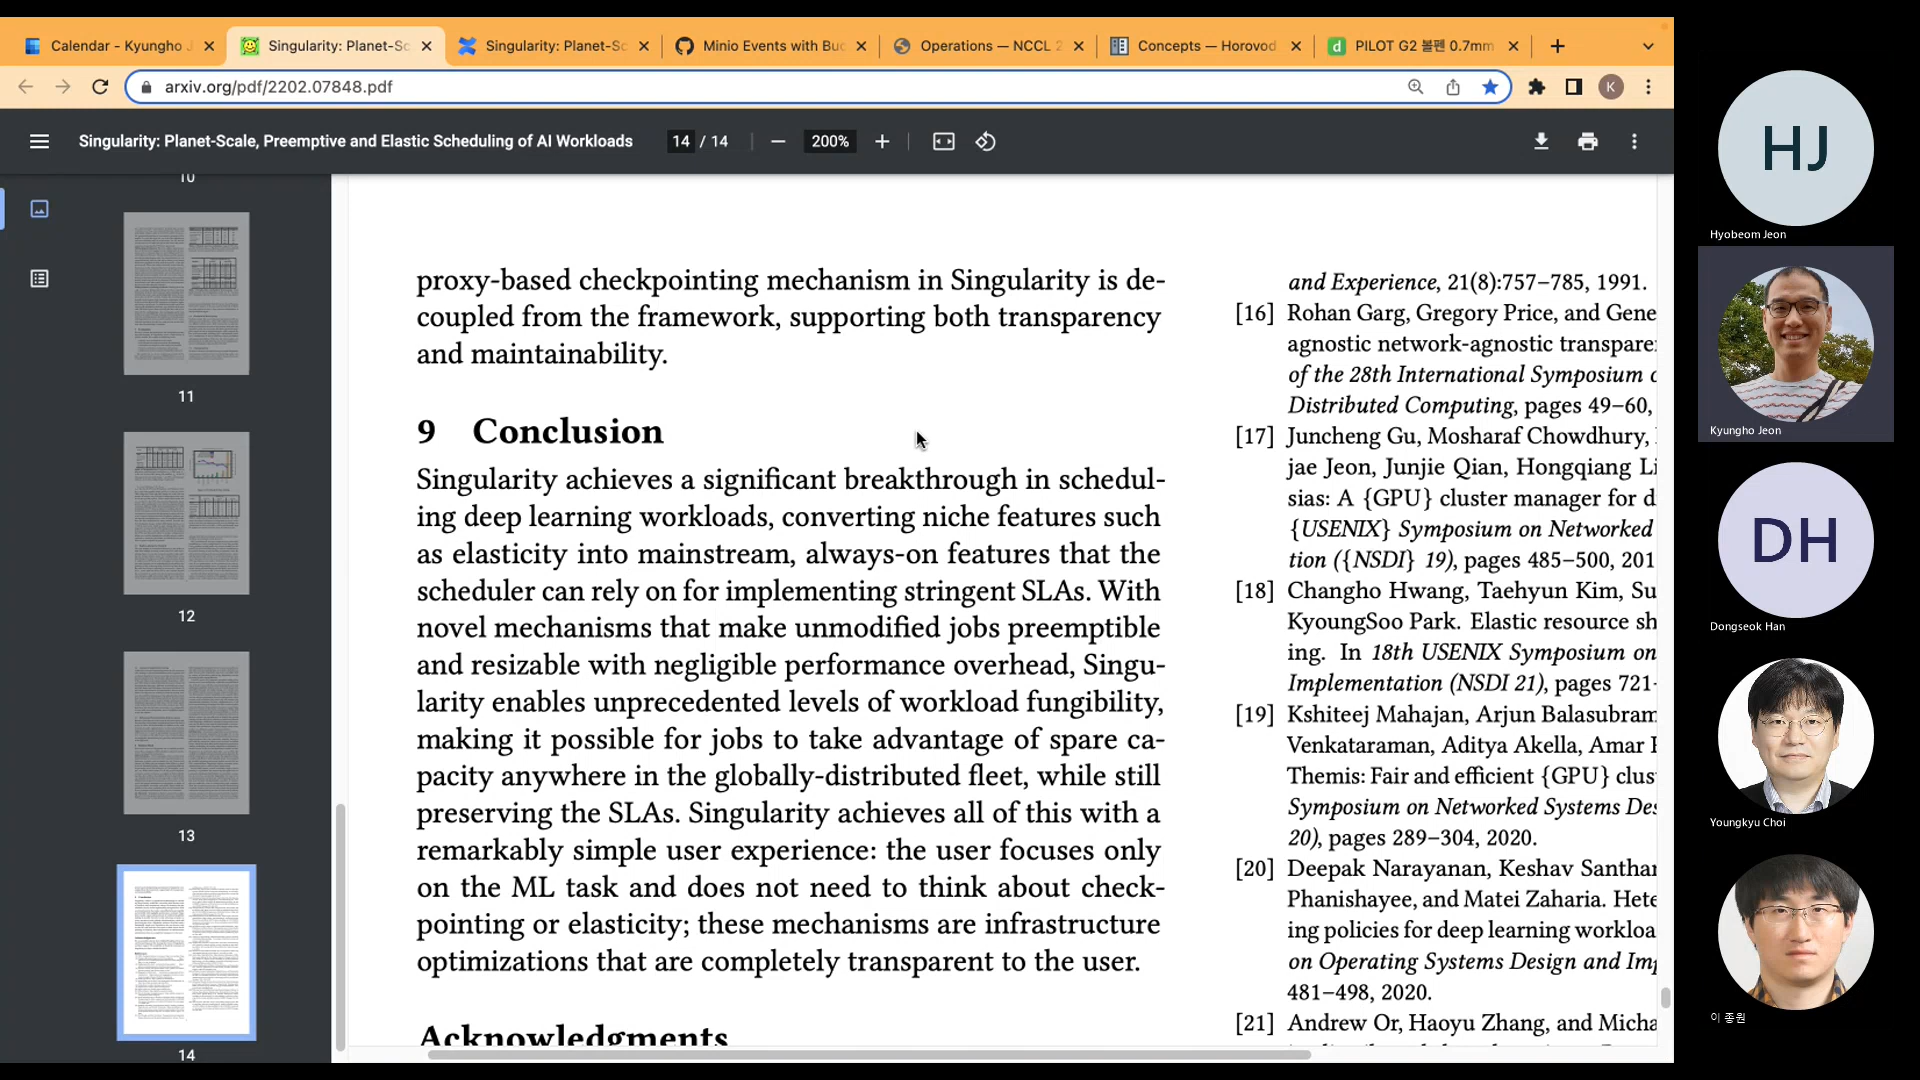 Calendar - Kyungho J
Singularity: Planet-Sc
Singularity: Planet-Sc
Minio Events with Buc
Operations — NCCL 2
Concepts — Horovod
PILOT G2 볼펜 0.7mm
arxiv.org/pdf/2202.07848.pdf
K
Singularity: Planet-Scale, Preemptive and Elastic Scheduling of AI Workloads
14 / 14
200%
10
11
12
13
14
proxy-based checkpointing mechanism in Singularity is de-
coupled from the framework, supporting both transparency
and maintainability.
9 Conclusion
Singularity achieves a significant breakthrough in schedul-
ing deep learning workloads, converting niche features such
as elasticity into mainstream, always-on features that the
scheduler can rely on for implementing stringent SLAs. With
novel mechanisms that make unmodified jobs preemptible
and resizable with negligible performance overhead, Singu-
larity enables unprecedented levels of workload fungibility,
making it possible for jobs to take advantage of spare ca-
pacity anywhere in the globally-distributed fleet, while still
preserving the SLAs. Singularity achieves all of this with a
remarkably simple user experience: the user focuses only
on the ML task and does not need to think about check-
pointing or elasticity; these mechanisms are infrastructure
optimizations that are completely transparent to the user.
Acknowledgments
and Experience, 21(8):757–785, 1991.
[16] Rohan Garg, Gregory Price, and Gene
agnostic network-agnostic transpare
of the 28th International Symposium
Distributed Computing, pages 49–60,
[17] Juncheng Gu, Mosharaf Chowdhury,
jae Jeon, Junjie Qian, Hongqiang Li
sias: A {GPU} cluster manager for d
{USENIX} Symposium on Networked
tion ({NSDI} 19), pages 485–500, 201
[18] Changho Hwang, Taehyun Kim, Su
KyoungSoo Park. Elastic resource sh
ing. In 18th USENIX Symposium on
Implementation (NSDI 21), pages 721
[19] Kshiteej Mahajan, Arjun Balasubram
Venkataraman, Aditya Akella, Amar
Themis: Fair and efficient {GPU} clus
Symposium on Networked Systems Des
20), pages 289–304, 2020.
[20] Deepak Narayanan, Keshav Santhar
Phanishayee, and Matei Zaharia. Hete
ing policies for deep learning workloa
on Operating Systems Design and Imp
481–498, 2020.
[21] Andrew Or, Haoyu Zhang, and Micha
HJ
Hyobeom Jeon
Kyungho Jeon
DH
Dongseok Han
Youngkyu Choi
이 종원